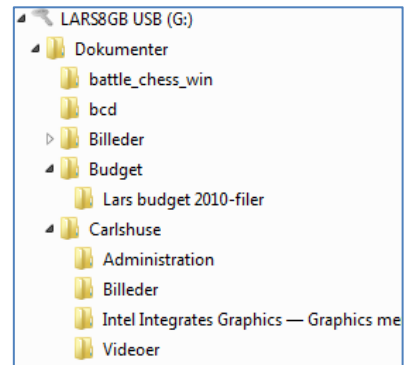 LARS8GB USB (G:)
Dokumenter
battle_chess_win
bcd
Billeder
Budget
Lars budget 2010-filer
Carlshuse
Administration
Billeder
Intel Integrates Graphics — Graphics me
Videoer